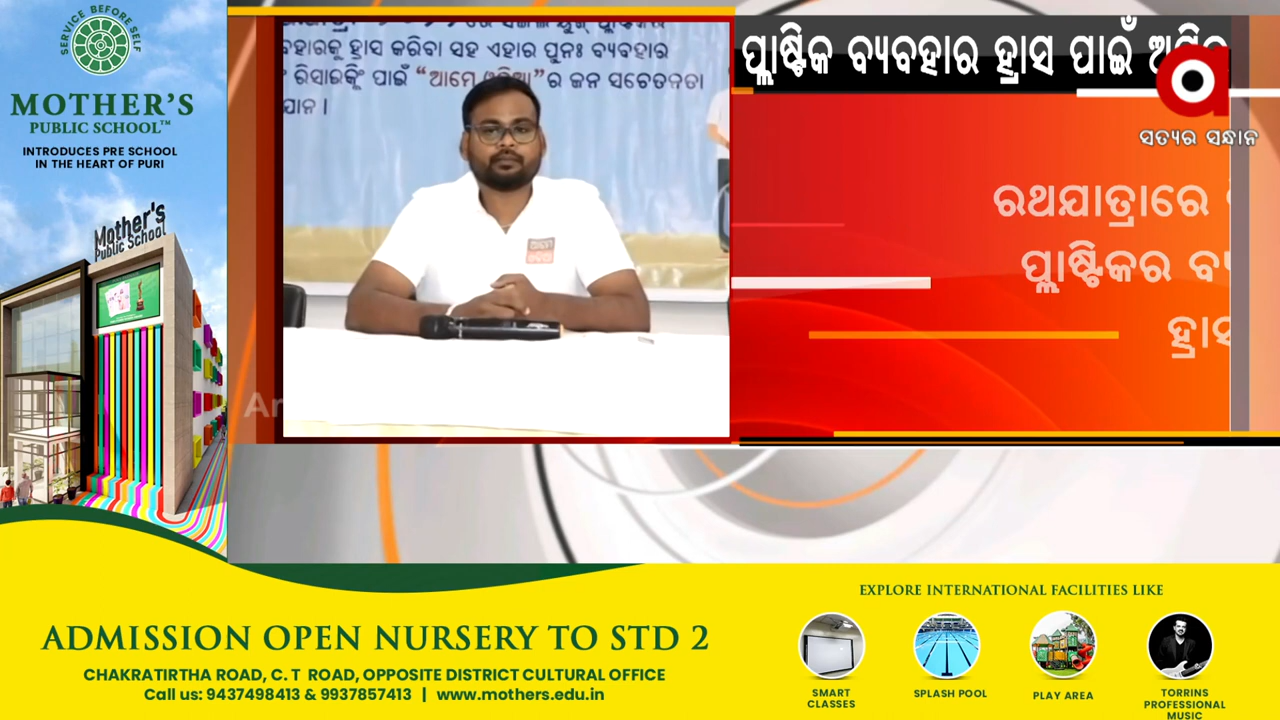 SERVICE BEFORE SELF
MOTHER'S
PUBLIC SCHOOL™
INTRODUCES PRE SCHOOL
IN THE HEART OF PURI
Mother's
Public School
ବହାରକୁ ହ୍ରାସ କରିବା ସହ ଏହାର ପୁନଃ ବ୍ୟବହାର
ରିସାଇକ୍ଲିଂ ପାଇଁ "ଆମେ ଓଡ଼ିଆ"ର ଜନ ସଚେତନତା
ଯାନ ।
ଆମେ
ଓଡ଼ିଆ
ପ୍ଲାଷ୍ଟିକ ବ୍ୟବହାର ହ୍ରାସ ପାଇଁ
a
ସତ୍ୟର ସନ୍ଧାନ
ରଥଯାତ୍ରାରେ
ପ୍ଲାଷ୍ଟିକର
ହ୍ରାସ
Ar
ADMISSION OPEN NURSERY TO STD 2
CHAKRATIRTHA ROAD, C. T ROAD, OPPOSITE DISTRICT CULTURAL OFFICE
Call us: 9437498413 & 9937857413 | www.mothers.edu.in
EXPLORE INTERNATIONAL FACILITIES LIKE
SMART
CLASSES
SPLASH POOL
PLAY AREA
TORRINS
PROFESSIONAL
MUSIC